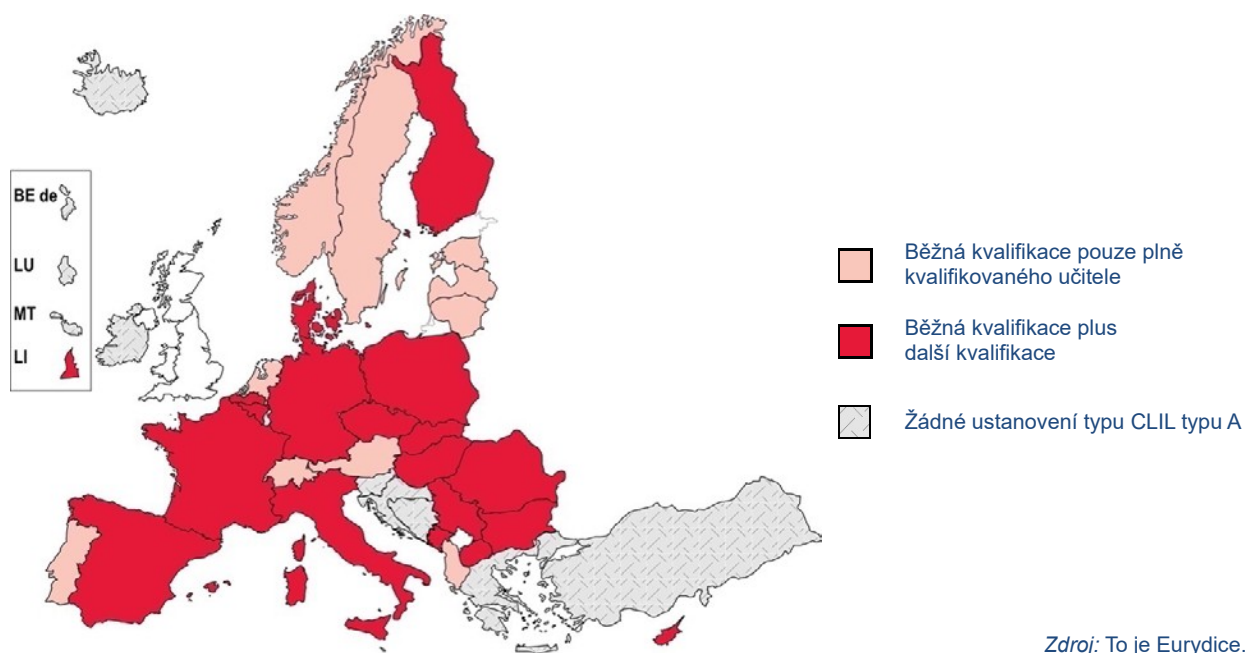 BE de
LU
MT
LI
Běžná kvalifikace pouze plně
kvalifikovaného učitele
Běžná kvalifikace plus
další kvalifikace
Žádné ustanovení typu CLIL typu A
Zdroj: To je Eurydice.